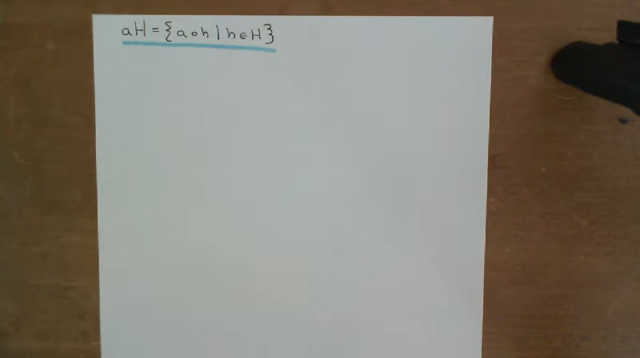 aH = {a∘h | h∈H}